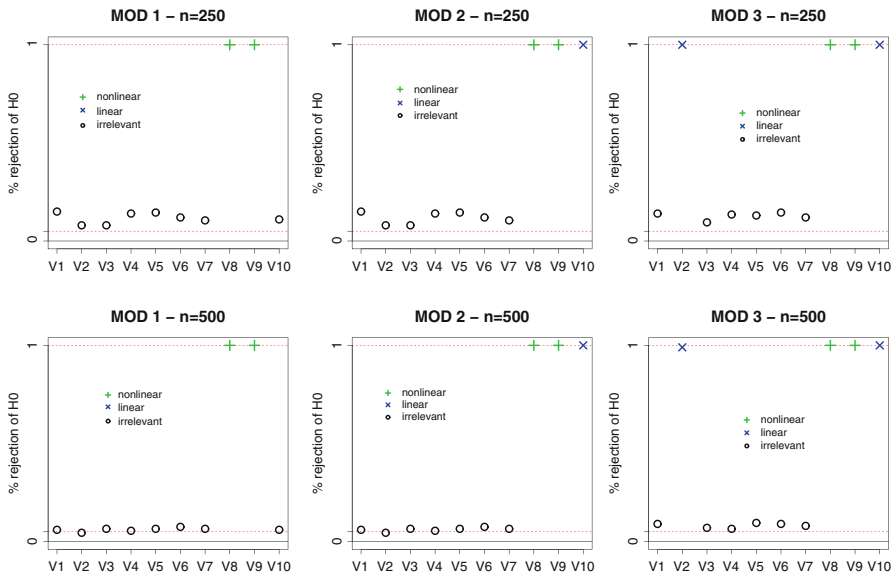 MOD 1 − n=250
% rejection of H0
1
0
nonlinear
linear
irrelevant
V1 V2 V3 V4 V5 V6 V7 V8 V9 V10
MOD 2 − n=250
% rejection of H0
1
0
nonlinear
linear
irrelevant
V1 V2 V3 V4 V5 V6 V7 V8 V9 V10
MOD 3 − n=250
% rejection of H0
1
0
nonlinear
linear
irrelevant
V1 V2 V3 V4 V5 V6 V7 V8 V9 V10
MOD 1 − n=500
% rejection of H0
1
0
nonlinear
linear
irrelevant
V1 V2 V3 V4 V5 V6 V7 V8 V9 V10
MOD 2 − n=500
% rejection of H0
1
0
nonlinear
linear
irrelevant
V1 V2 V3 V4 V5 V6 V7 V8 V9 V10
MOD 3 − n=500
% rejection of H0
1
0
nonlinear
linear
irrelevant
V1 V2 V3 V4 V5 V6 V7 V8 V9 V10